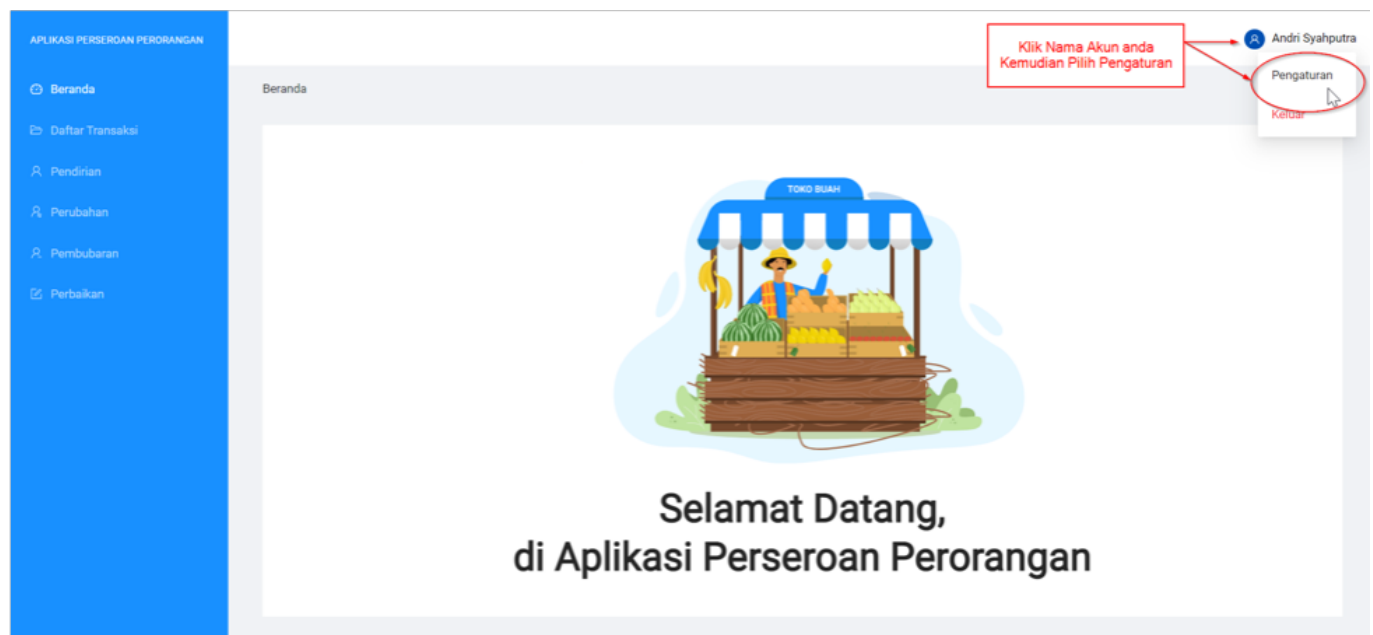 APLIKASI PERSEROAN PERORANGAN
Beranda
Daftar Transaksi
Pendirian
Perubahan
Pembubaran
Perbaikan
Klik Nama Akun anda
Kemudian Pilih Pengaturan
Andri Syahputra
Pengaturan
Keluar
Beranda
TOKO BUAH
Selamat Datang,
di Aplikasi Perseroan Perorangan